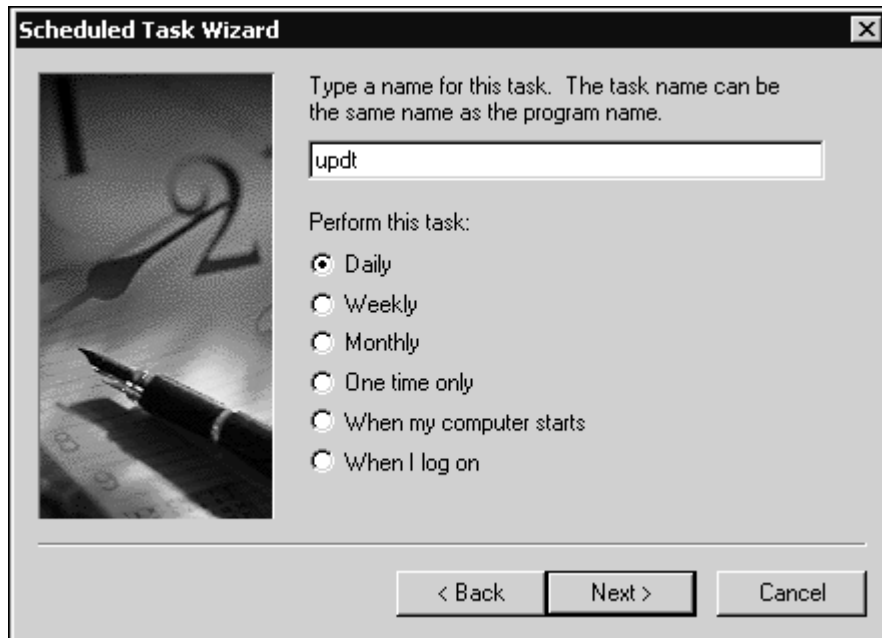 Scheduled Task Wizard
Type a name for this task. The task name can be
the same name as the program name.
updt
Perform this task:
Daily
Weekly
Monthly
One time only
When my computer starts
When I log on
< Back
Next >
Cancel